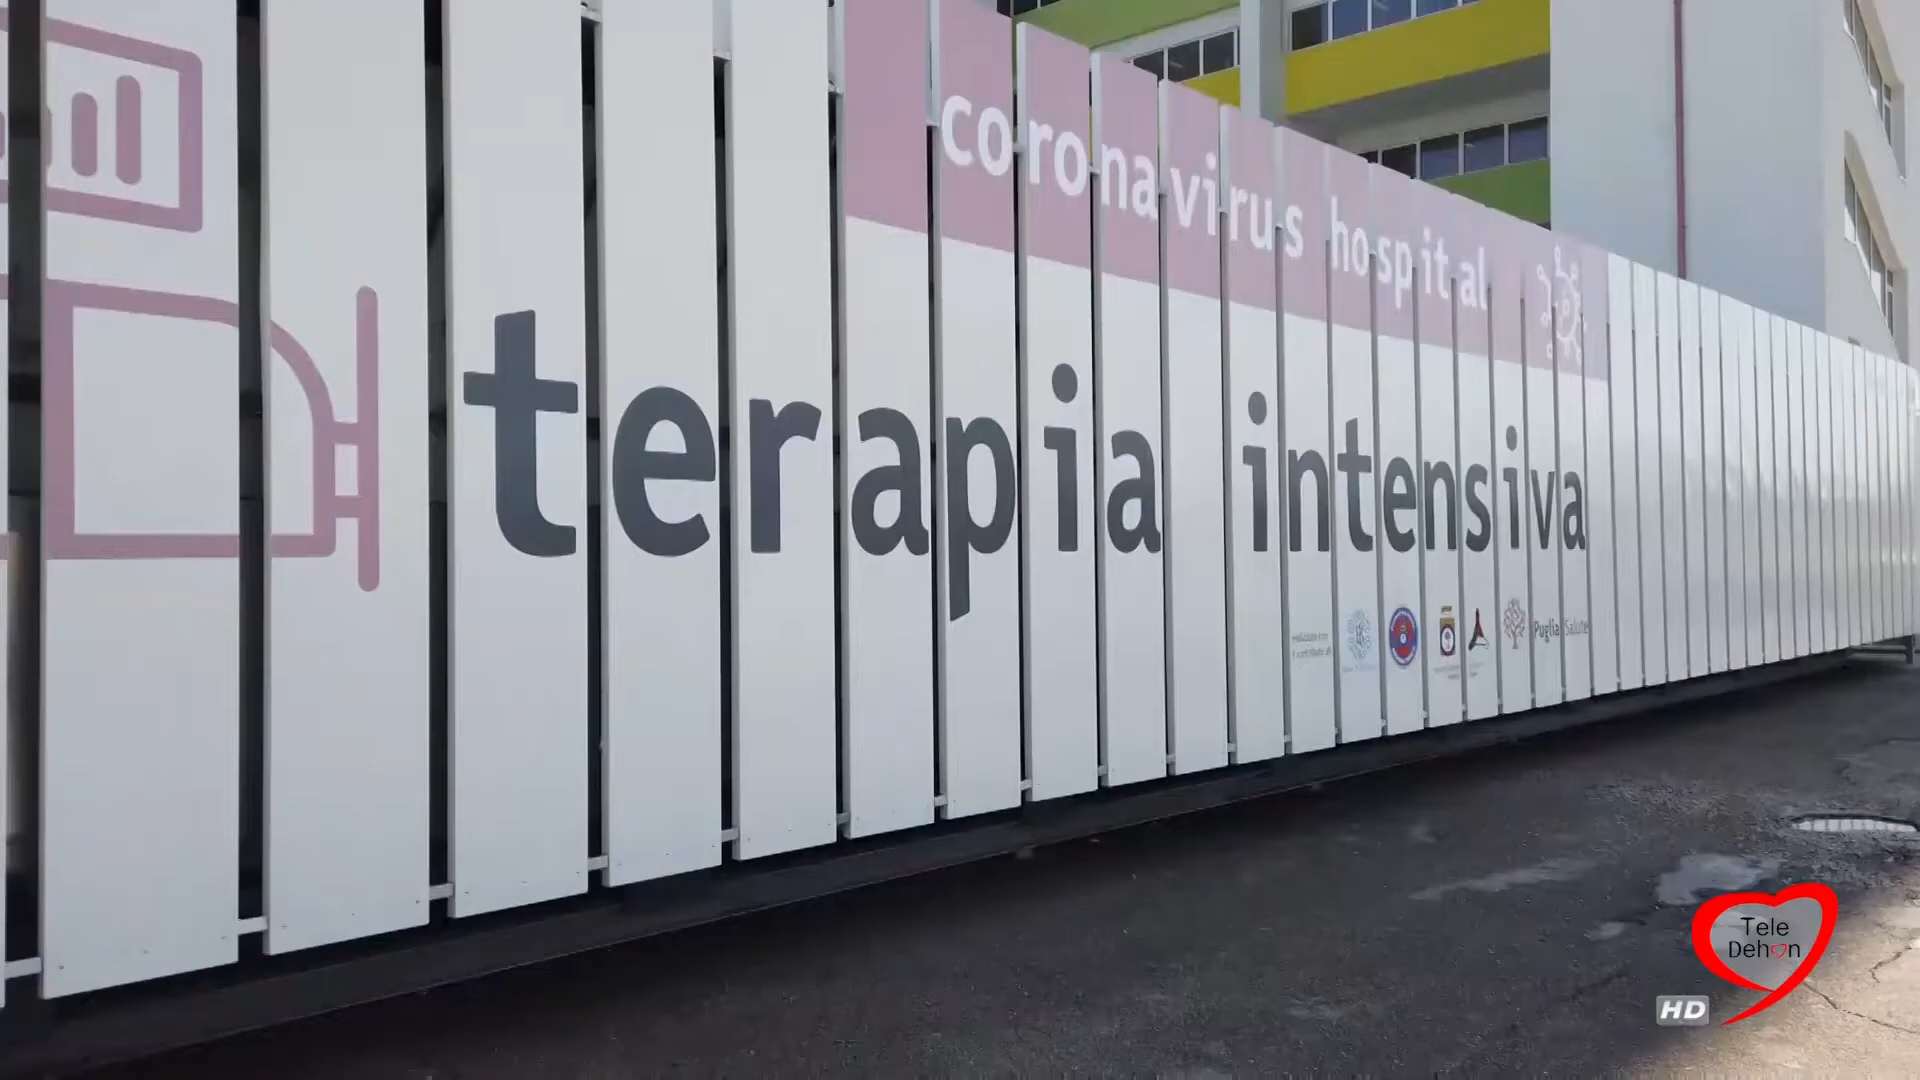 coronavirus hospital
terapia intensiva
Puglia Salute
Tele
Dehon
HD